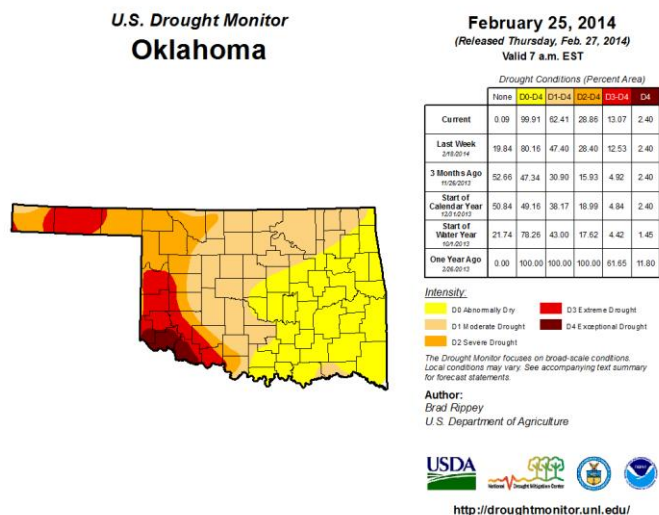 U.S. Drought Monitor
Oklahoma
February 25, 2014
(Released Thursday, Feb. 27, 2014)
Valid 7 a.m. EST
Drought Conditions (Percent Area)
None D0-D4 D1-D4 D2-D4 D3-D4 D4
Current 0.09 99.91 62.41 28.86 13.07 2.40
Last Week 19.84 80.16 47.40 28.40 12.53 2.40
2/18/2014
3 Months Ago 52.66 47.34 30.90 15.93 4.92 2.40
11/26/2013
Start of
Calendar Year 50.84 49.16 38.17 18.99 4.84 2.40
12/31/2013
Start of
Water Year 21.74 78.26 43.00 17.62 4.42 1.45
10/1/2013
One Year Ago 0.00 100.00 100.00 100.00 61.65 11.80
2/26/2013
Intensity:
D0 Abnormally Dry D3 Extreme Drought
D1 Moderate Drought D4 Exceptional Drought
D2 Severe Drought
The Drought Monitor focuses on broad-scale conditions.
Local conditions may vary. See accompanying text summary
for forecast statements.
Author:
Brad Rippey
U.S. Department of Agriculture
USDA
National Drought Mitigation Center
NOAA
http://droughtmonitor.unl.edu/